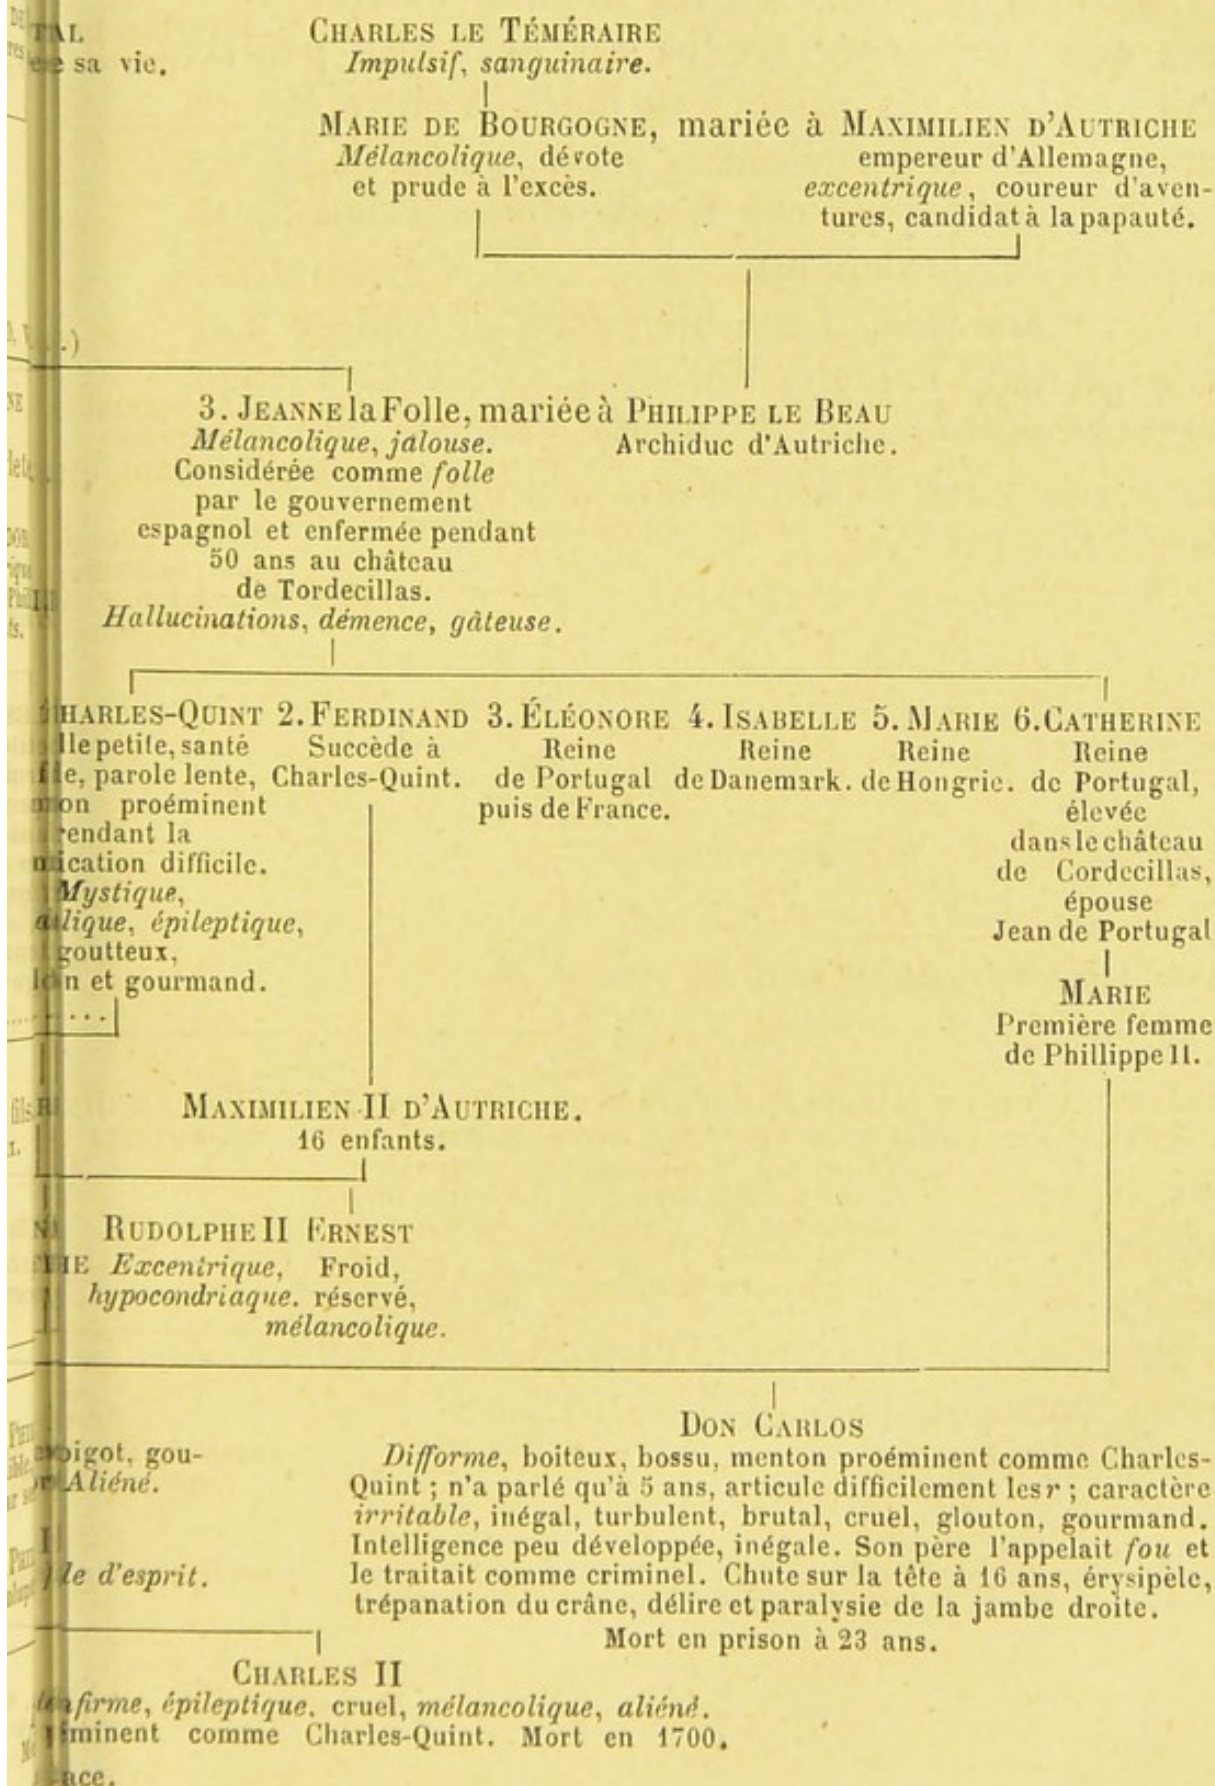 CHARLES LE TÉMÉRAIRE
sa vie.
Impulsif, sanguinaire.
MARIE DE BOURGOGNE, mariée à MAXIMILIEN D'AUTRICHE
Mélancolique, dévote
et prude à l'excès.
empereur d'Allemagne,
excentrique, coureur d'aven-
tures, candidat à la papauté.
3. JEANNE la Folle, mariée à PHILIPPE LE BEAU
Mélancolique, jalouse.
Archiduc d'Autriche.
Considérée comme folle
par le gouvernement
espagnol et enfermée pendant
50 ans au château
de Tordecillas.
Hallucinations, démence, gâteuse.
HARLES-QUINT
lle petite, santé
le, parole lente,
on proéminent
rendant la
ication difficile.
Mystique,
lique, épileptique,
goutteux,
n et gourmand.
2. FERDINAND
Succède à
Charles-Quint.
3. ÉLÉONORE
Reine
de Portugal
puis de France.
4. ISABELLE
Reine
de Danemark.
5. MARIE
Reine
de Hongrie.
6. CATHERINE
Reine
de Portugal,
élevée
dans le château
de Cordecillas,
épouse
Jean de Portugal
MARIE
Première femme
de Phillippe II.
MAXIMILIEN II D'AUTRICHE.
16 enfants.
RUDOLPHE II
Excentrique,
hypocondriaque.
ERNEST
Froid,
réservé,
mélancolique.
bigot, gou-
Aliéné.
le d'esprit.
DON CARLOS
Difforme, boiteux, bossu, menton proéminent comme Charles-
Quint ; n'a parlé qu'à 5 ans, articule difficilement les r ; caractère
irritable, inégal, turbulent, brutal, cruel, glouton, gourmand.
Intelligence peu développée, inégale. Son père l'appelait fou et
le traitait comme criminel. Chute sur la tête à 16 ans, érysipèle,
trépanation du crâne, délire et paralysie de la jambe droite.
Mort en prison à 23 ans.
CHARLES II
firme, épileptique, cruel, mélancolique, aliéné.
minent comme Charles-Quint. Mort en 1700.